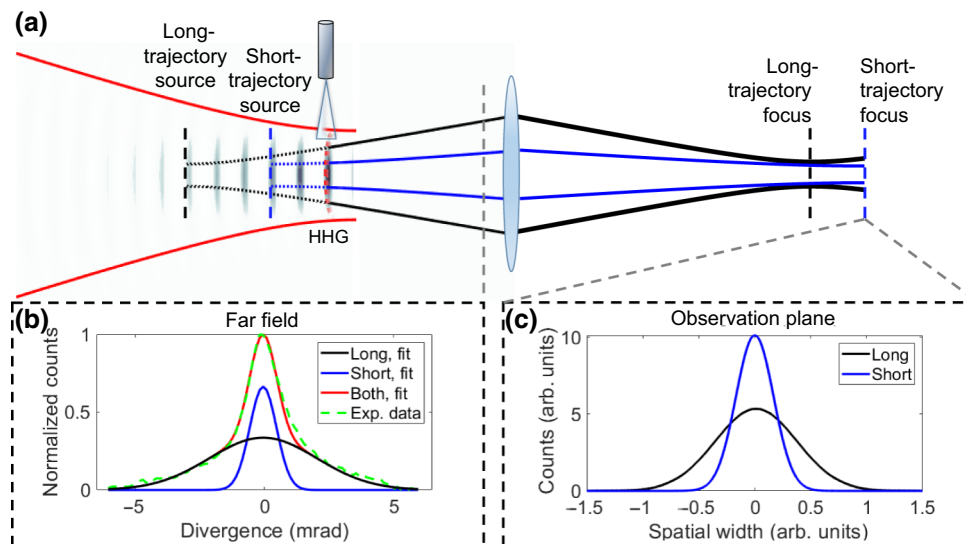 (a)
Long-
trajectory
source
Short-
trajectory
source
HHG
Long-
trajectory
focus
Short-
trajectory
focus
(b)
Far field
Normalized counts
1
0.5
0
−5
0
5
Divergence (mrad)
Long, fit
Short, fit
Both, fit
Exp. data
(c)
Observation plane
Counts (arb. units)
10
5
0
−1.5
−1
−0.5
0
0.5
1
1.5
Spatial width (arb. units)
Long
Short